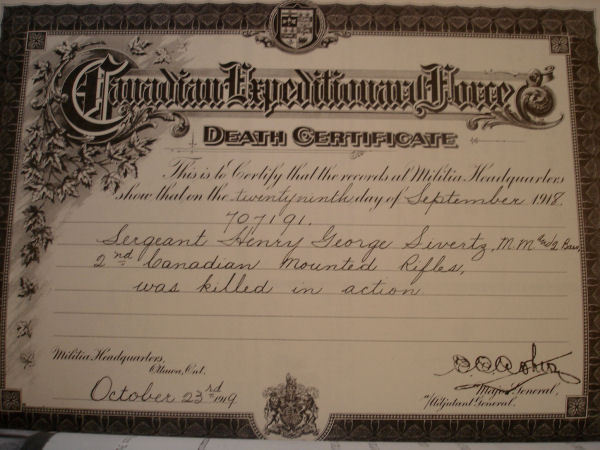 Canadian Expeditionary Force
DEATH CERTIFICATE
This is to Certify that the records at Militia Headquarters
show that on the twenty ninth day of September 1918.
707191.
Sergeant Henry George Sivertz, M.M. and 2 Bars,
2nd Canadian Mounted Rifles,
was killed in action
Militia Headquarters,
Ottawa, Ont.
October 23rd 1919
Major General,
Adjutant General.